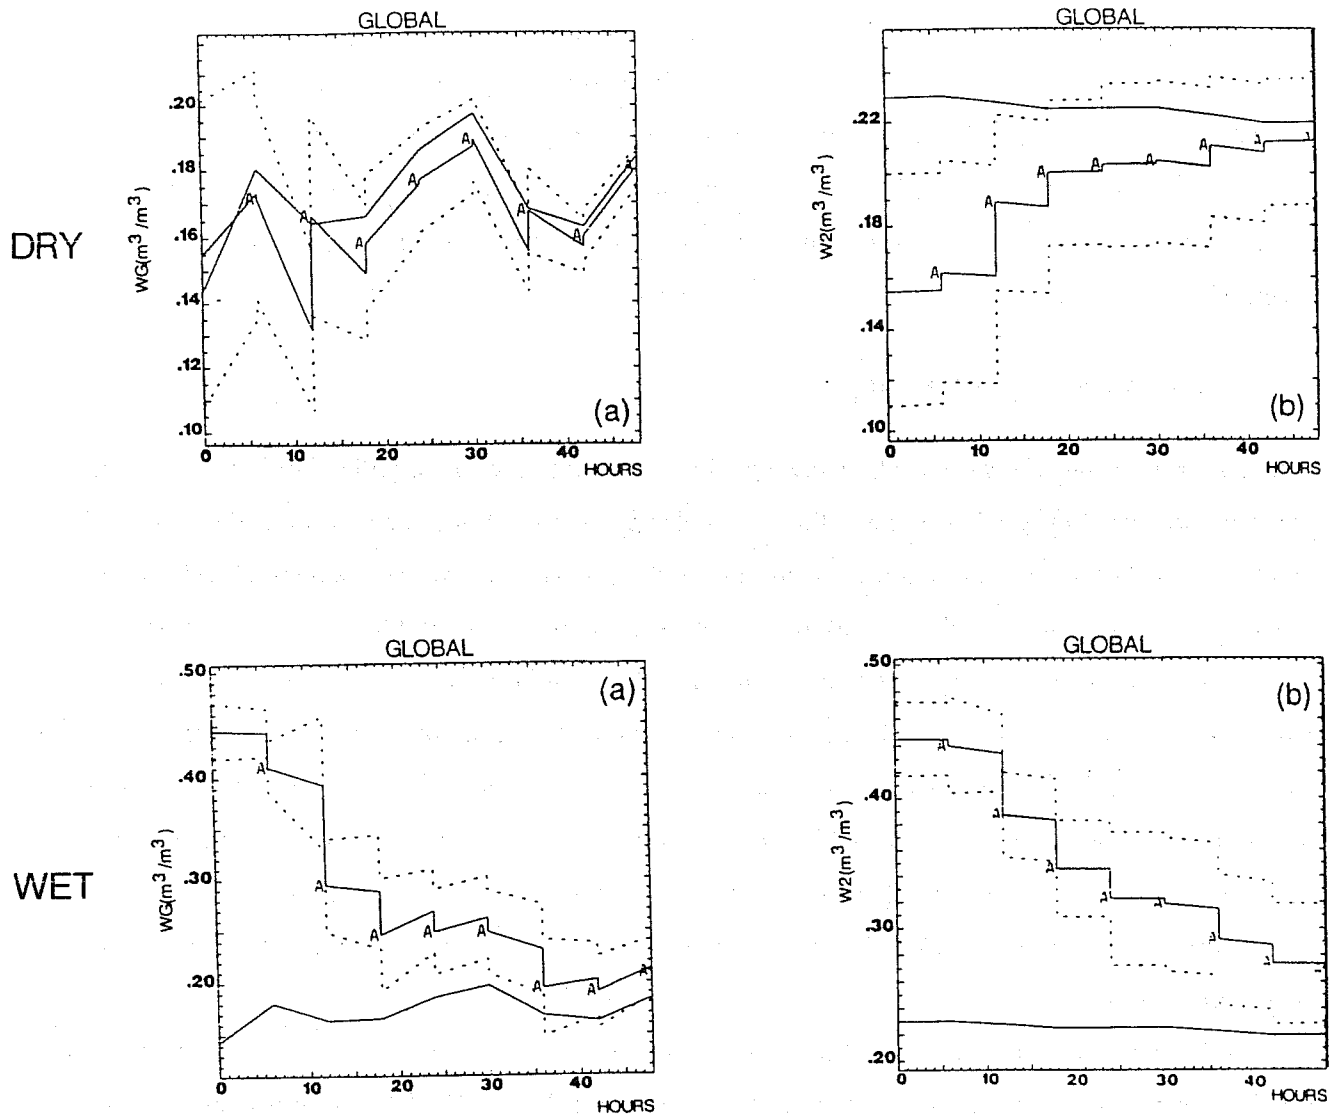 GLOBAL
DRY
WG(m³/m³)
.20
.18
.16
.14
.12
.10
A
A
A
A
A
A
A
A
(a)
0
10
20
30
40
HOURS
GLOBAL
W2(m³/m³)
.22
.18
.14
.10
A
A
A
A
A
A
(b)
0
10
20
30
40
HOURS
GLOBAL
WET
WG(m³/m³)
.50
.40
.30
.20
A
A
A
A
A
A
A
A
(a)
0
10
20
30
40
HOURS
GLOBAL
W2(m³/m³)
.50
.40
.30
.20
A
A
A
A
A
A
A
(b)
0
10
20
30
40
HOURS